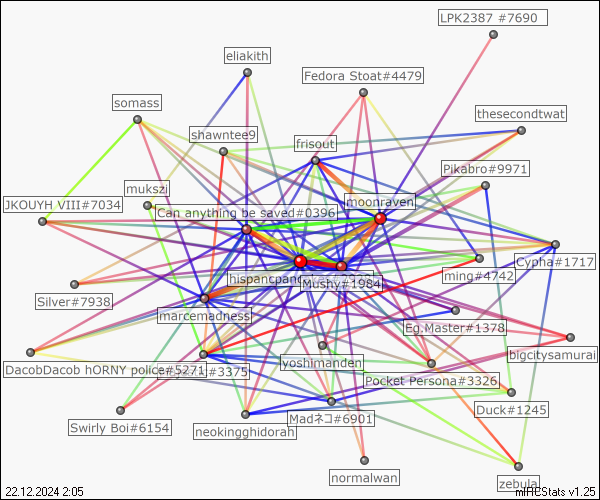 LPK2387 #7690
eliakith
Fedora Stoat#4479
somass
thesecondtwat
shawntee9
frisout
Pikabro#9971
mukszi
moonraven
JKOUYH VIII#7034
Can anything be saved#0396
Cypha#1717
ming#4742
Mushy#1984
Silver#7938
marcemadness
Eg.Master#1378
bigcitysamurai
yoshimanden
DacobDacob hORNY police#5271
#3375
Pocket Persona#3326
Duck#1245
Swirly Boi#6154
Madネコ#6901
neokingghidorah
normalwan
zebula
22.12.2024 2:05
mIRCStats v1.25